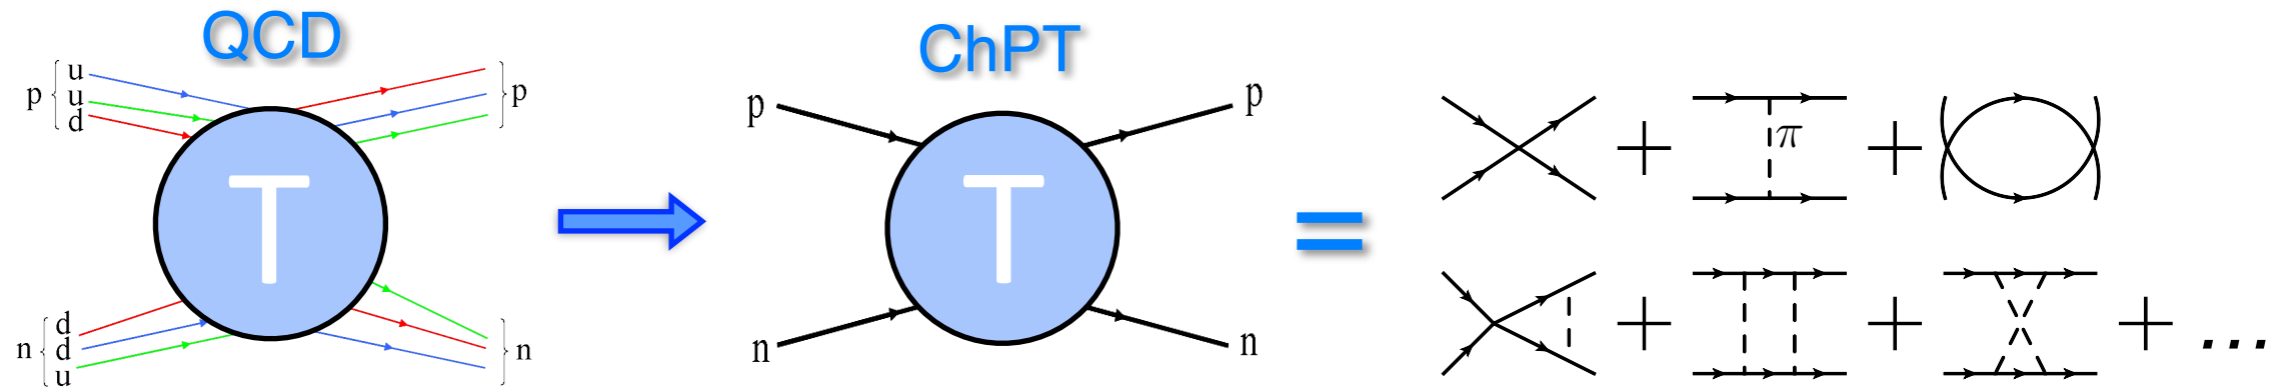 QCD
p { u
u
d
} p
T
n { d
d
u
} n
ChPT
p
p
T
n
n
=
+
π
+
+
+
+ ...